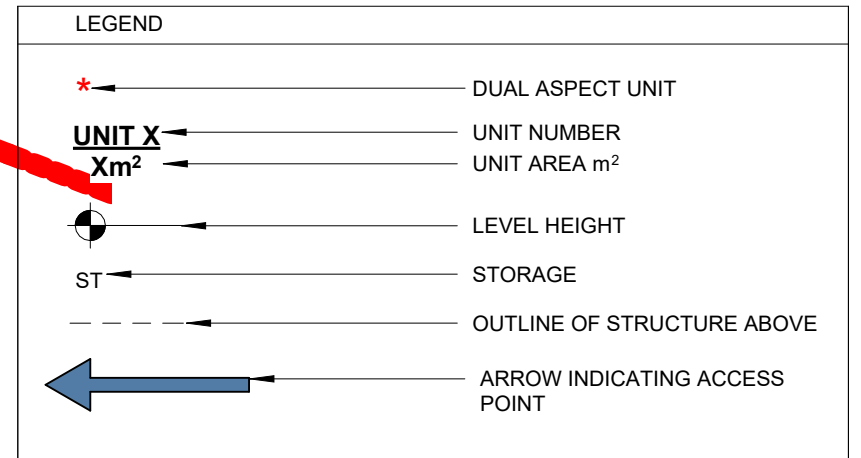 LEGEND
* DUAL ASPECT UNIT
UNIT X UNIT NUMBER
Xm² UNIT AREA m²
LEVEL HEIGHT
ST STORAGE
OUTLINE OF STRUCTURE ABOVE
ARROW INDICATING ACCESS
POINT